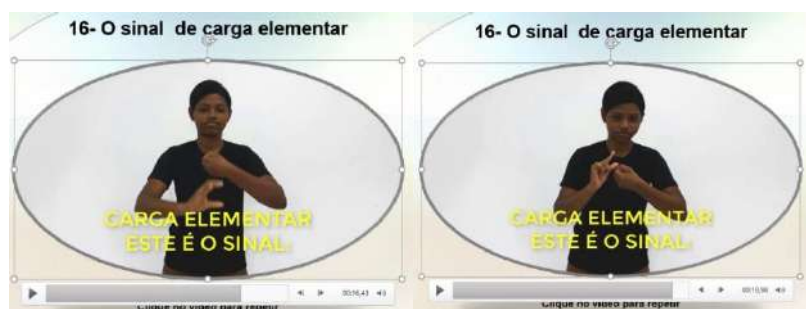 16- O sinal de carga elementar
CARGA ELEMENTAR
ESTE É O SINAL.
Clique no vídeo para repetir
16- O sinal de carga elementar
CARGA ELEMENTAR
ESTE É O SINAL.
Clique no vídeo para repetir